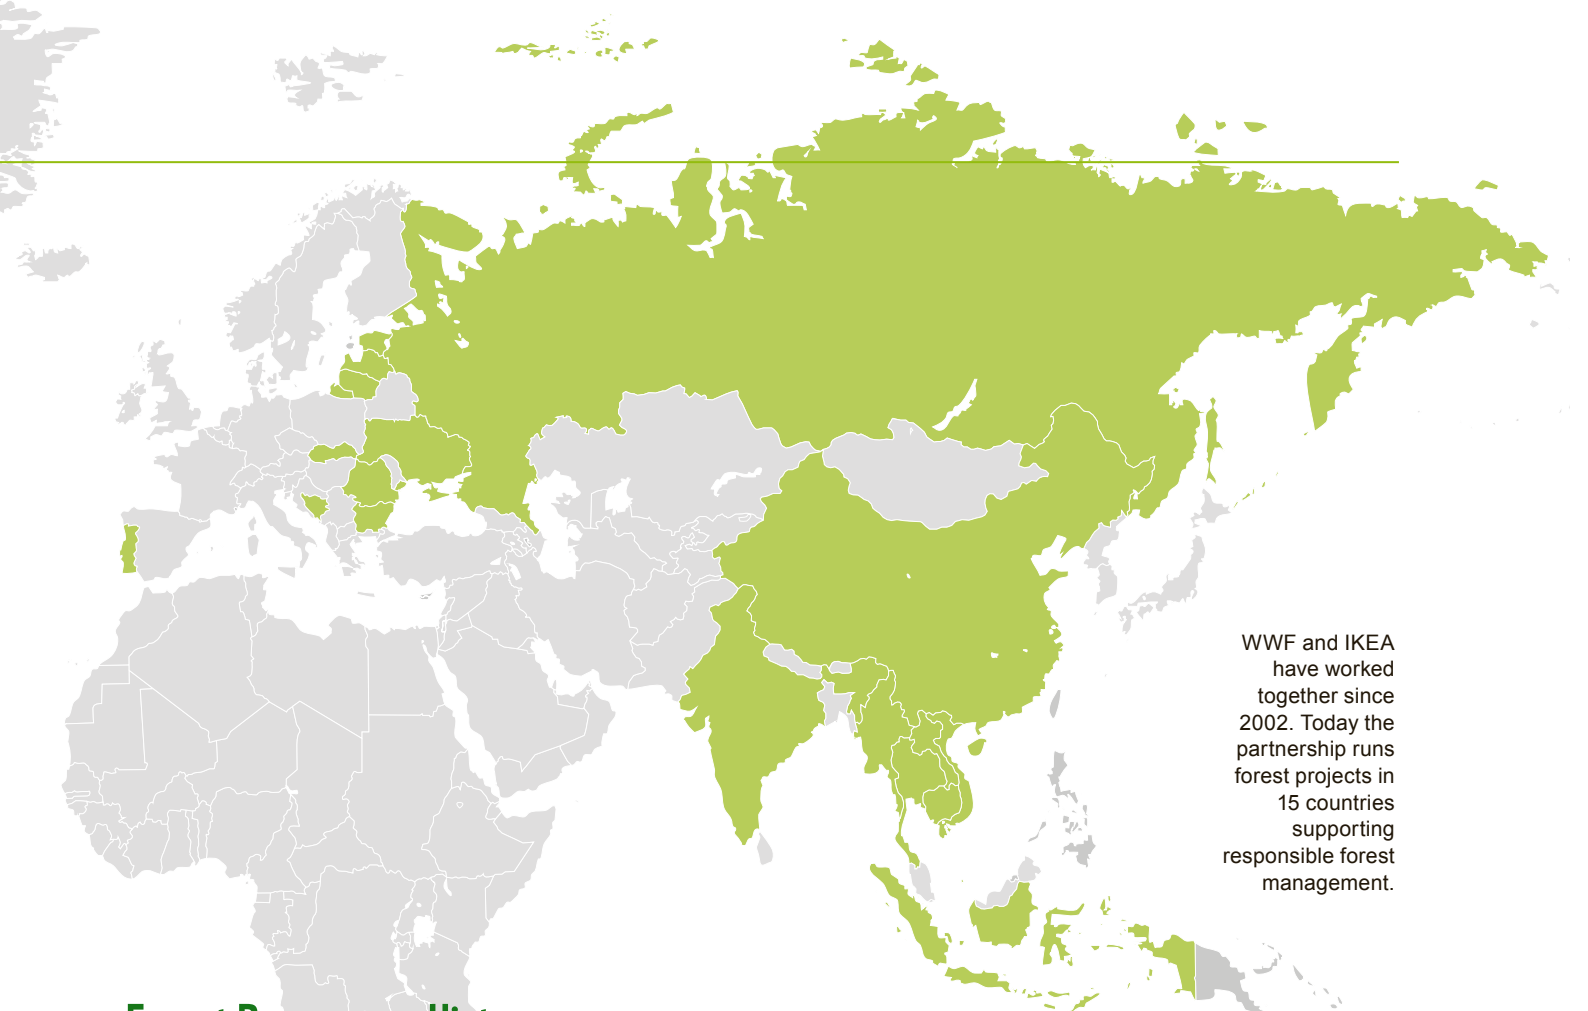 WWF and IKEA
have worked
together since
2002. Today the
partnership runs
forest projects in
15 countries
supporting
responsible forest
management.